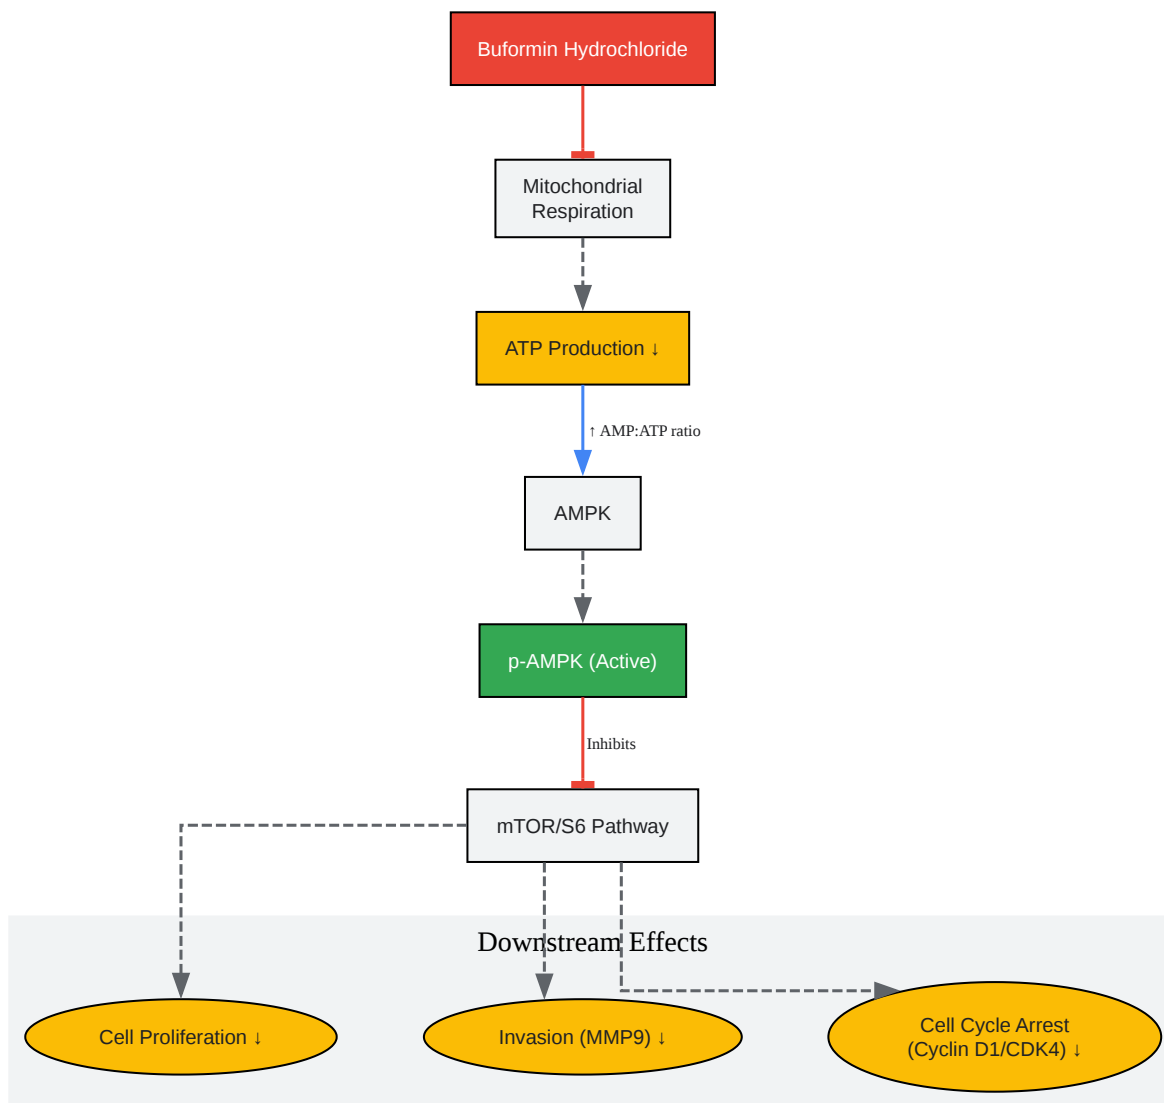 Buformin Hydrochloride
Mitochondrial
Respiration
ATP Production ↓
↑ AMP:ATP ratio
AMPK
p-AMPK (Active)
Inhibits
mTOR/S6 Pathway
Downstream Effects
Cell Proliferation ↓
Invasion (MMP9) ↓
Cell Cycle Arrest
(Cyclin D1/CDK4) ↓